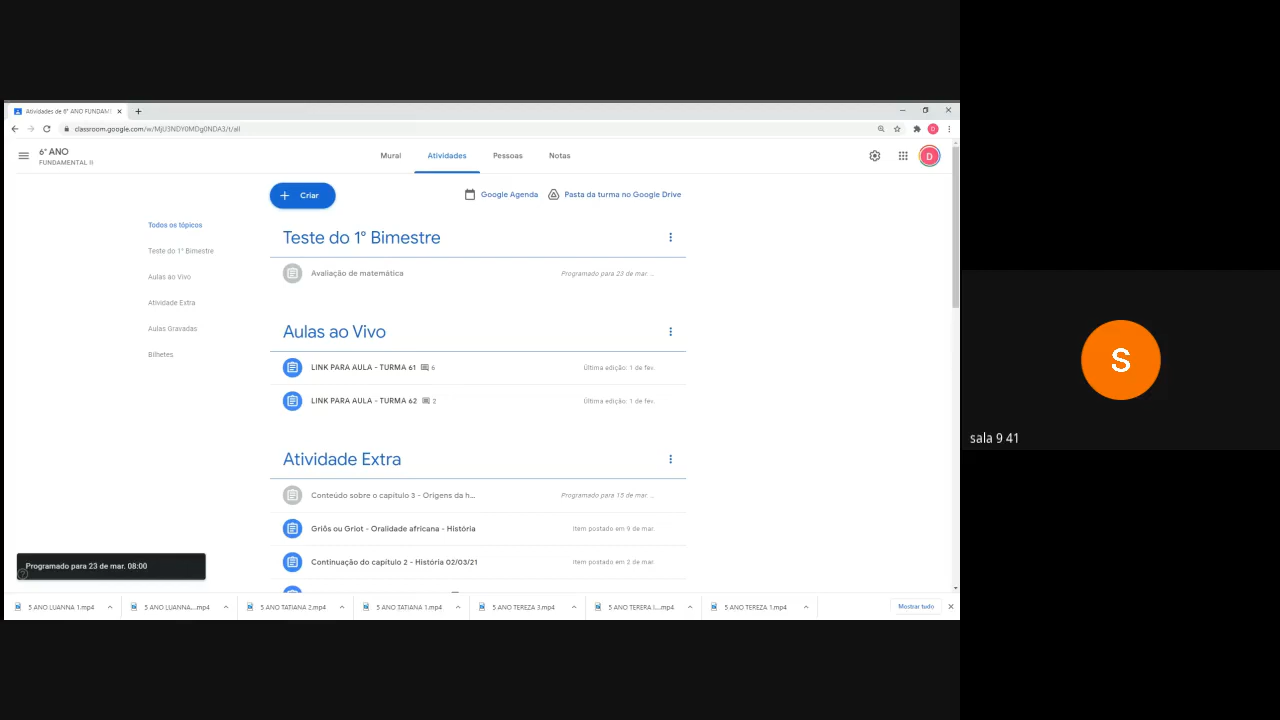 Atividades de 6° ANO FUNDAM
classroom.google.com/w/MjU3NDY0MDg0NDA3/t/all
6° ANO
FUNDAMENTAL II
Mural
Atividades
Pessoas
Notas
D
Criar
Google Agenda
Pasta da turma no Google Drive
Todos os tópicos
Teste do 1° Bimestre
Aulas ao Vivo
Atividade Extra
Aulas Gravadas
Bilhetes
Teste do 1° Bimestre
Avaliação de matemática
Programado para 23 de mar. ...
Aulas ao Vivo
LINK PARA AULA - TURMA 61 6
Última edição: 1 de fev.
LINK PARA AULA - TURMA 62 2
Última edição: 1 de fev.
Atividade Extra
Conteúdo sobre o capítulo 3 - Origens da h...
Programado para 15 de mar. ...
Griôs ou Griot - Oralidade africana - História
Item postado em 9 de mar.
Continuação do capítulo 2 - História 02/03/21
Item postado em 2 de mar.
Programado para 23 de mar. 08:00
5 ANO LUANNA 1.mp4
5 ANO LUANNA....mp4
5 ANO TATIANA 2.mp4
5 ANO TATIANA 1.mp4
5 ANO TEREZA 3.mp4
5 ANO TERERA I....mp4
5 ANO TEREZA 1.mp4
Mostrar tudo
S
sala 9 41